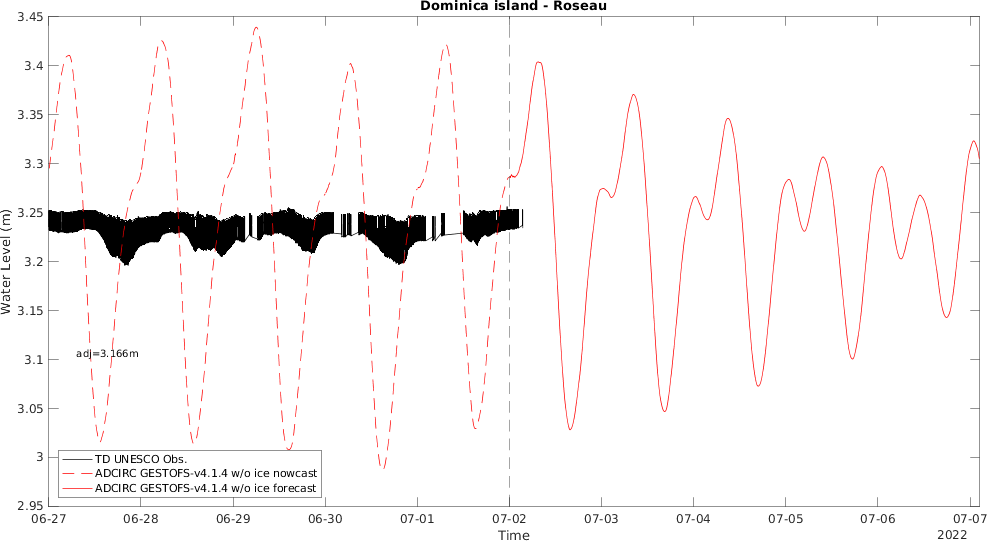 Dominica island - Roseau
3.45
3.4
3.35
3.3
3.25
3.2
3.15
3.1
3.05
3
2.95
Water Level (m)
adj=3.166m
TD UNESCO Obs.
ADCIRC GESTOFS-v4.1.4 w/o ice nowcast
ADCIRC GESTOFS-v4.1.4 w/o ice forecast
06-27 06-28 06-29 06-30 07-01 07-02 07-03 07-04 07-05 07-06 07-07
Time
2022